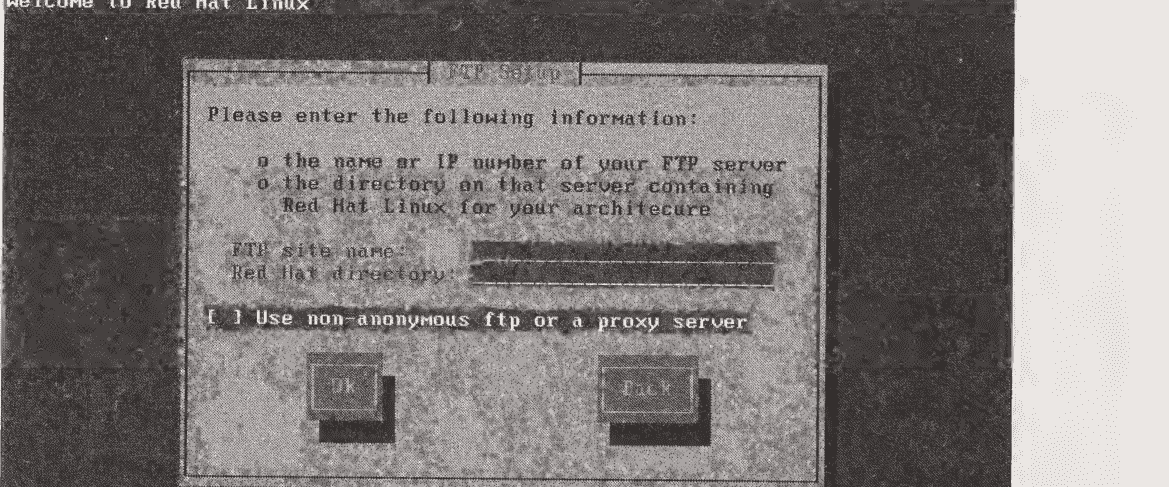 Welcome to Red Hat Linux
FTP Setup
Please enter the following information:
o the name or IP number of your FTP server
o the directory on that server containing
Red Hat Linux for your architecure
FTP site name:
Red Hat directory:
[ ] Use non-anonymous ftp or a proxy server
Ok
Back